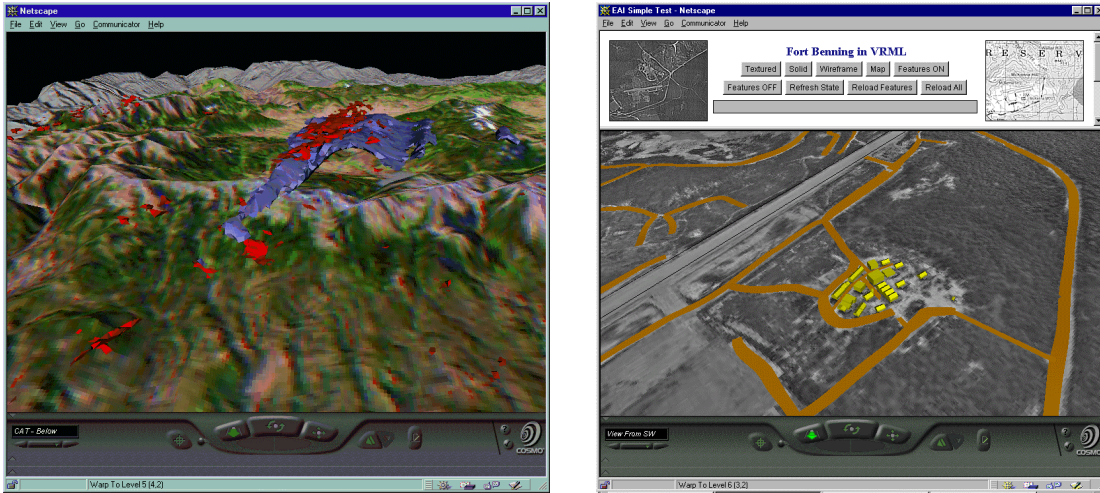 Netscape
File Edit View Go Communicator Help
CAT - Below
COSMO
Warp To Level 5 (4,2)
EAI Simple Test - Netscape
File Edit View Go Communicator Help
Fort Benning in VRML
Textured Solid Wireframe Map Features ON
Features OFF Refresh State Reload Features Reload All
R E S E R V
View From SW
COSMO
Warp To Level 6 (3,2)